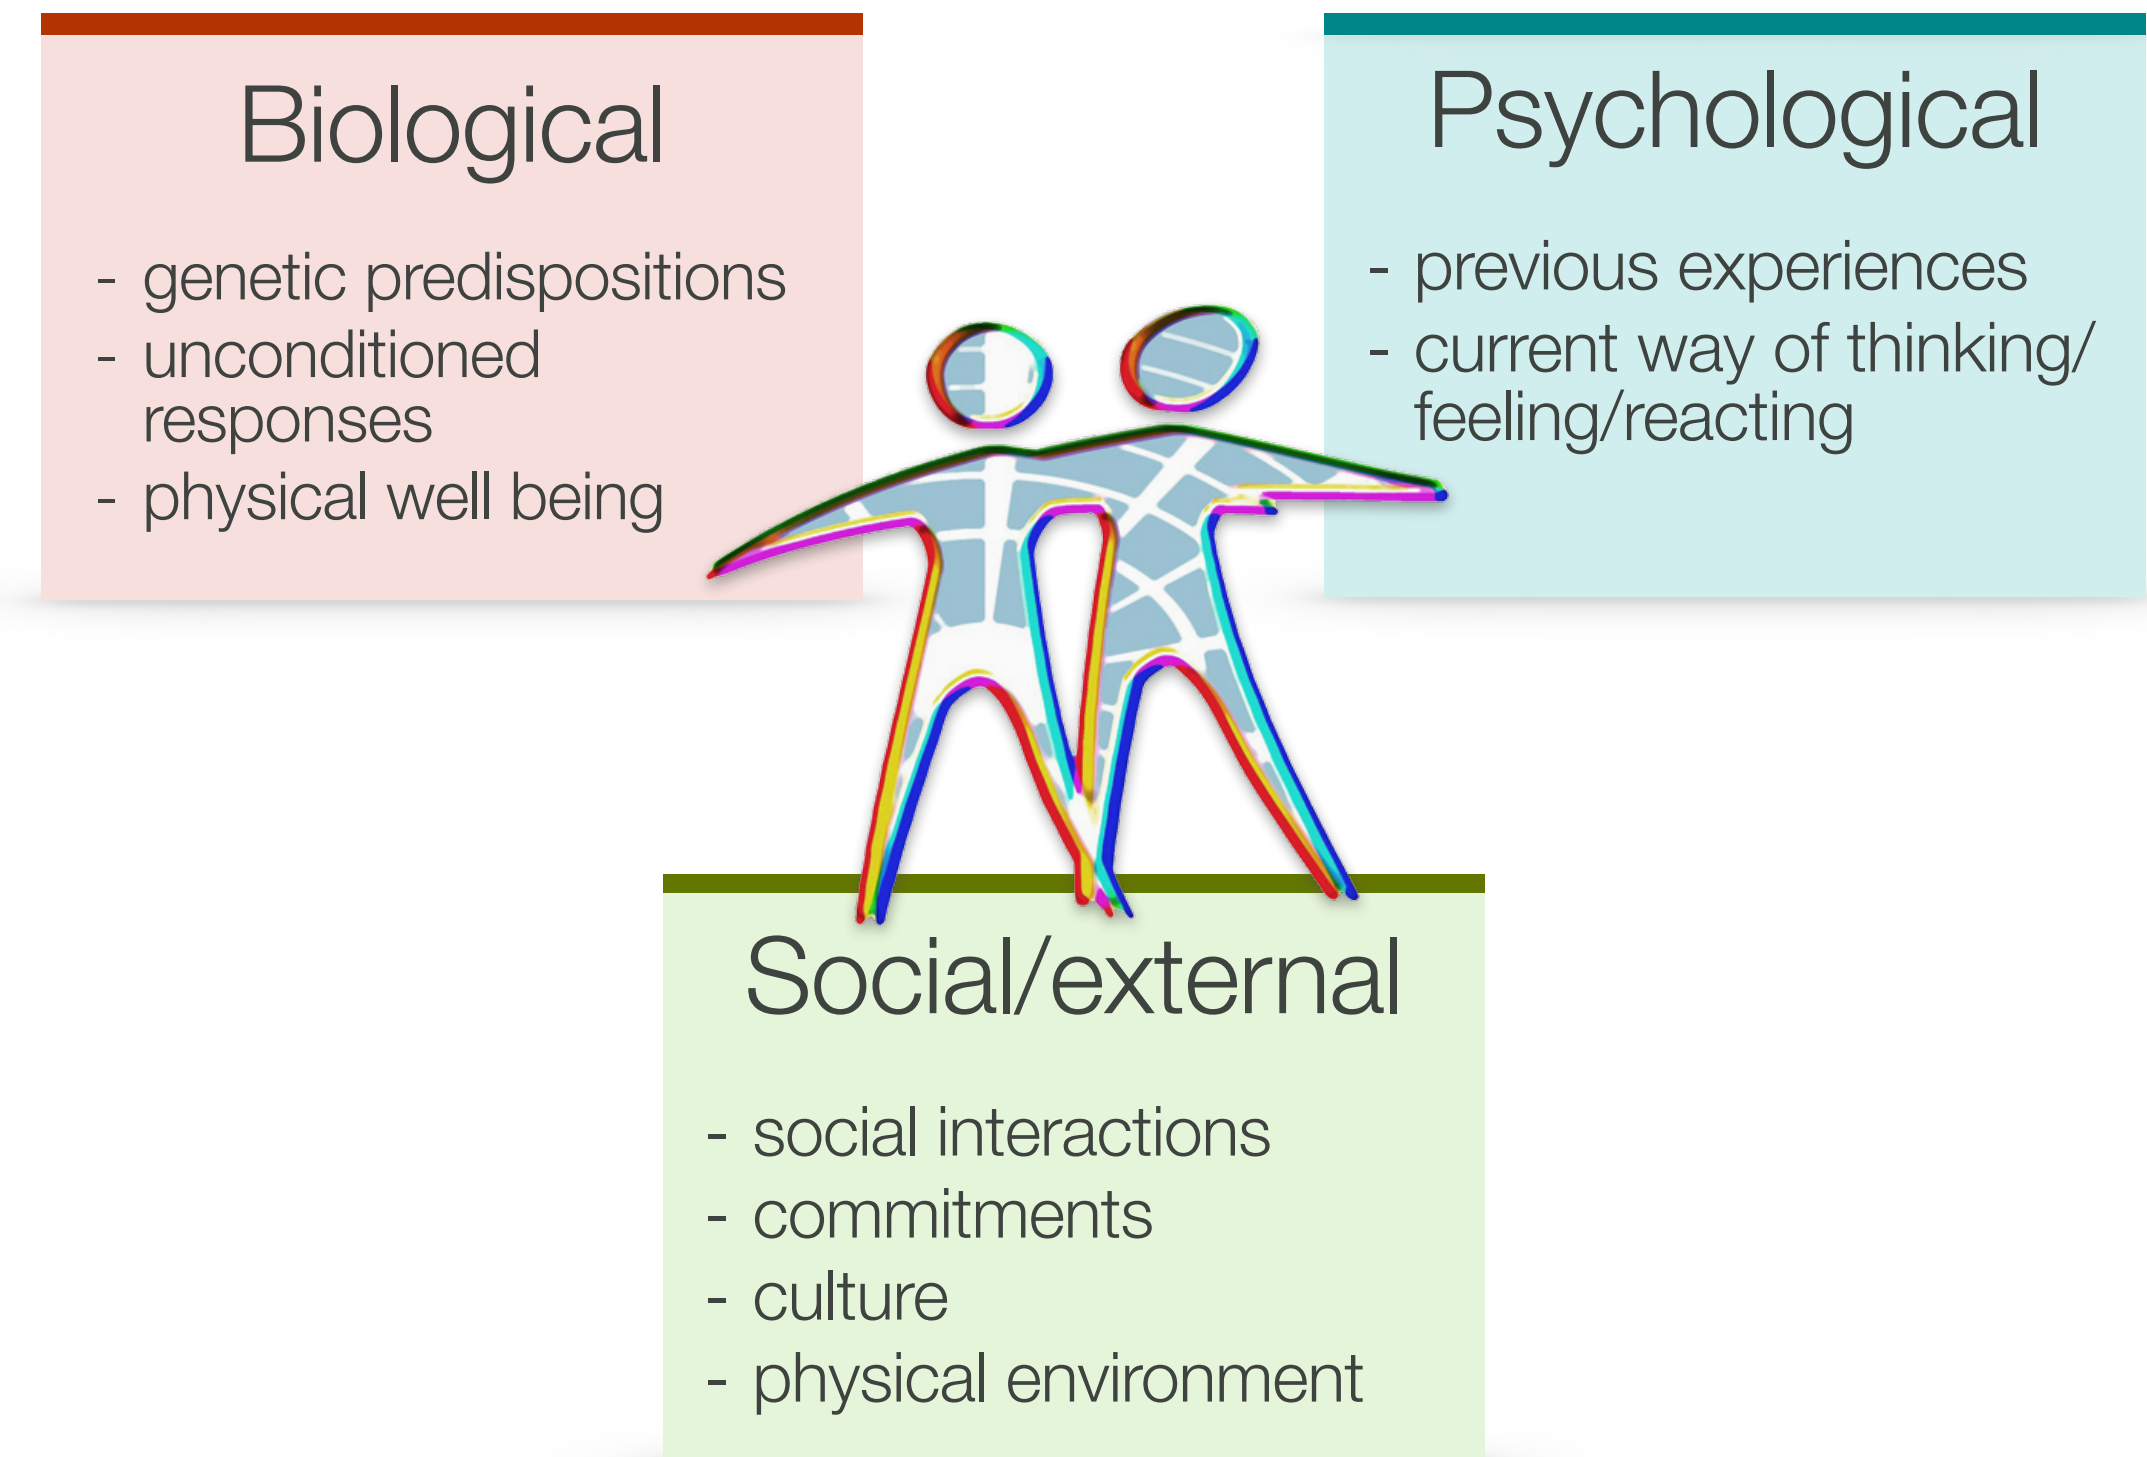 Biological
- genetic predispositions
- unconditioned
responses
- physical well being
Psychological
- previous experiences
- current way of thinking/
feeling/reacting
Social/external
- social interactions
- commitments
- culture
- physical environment